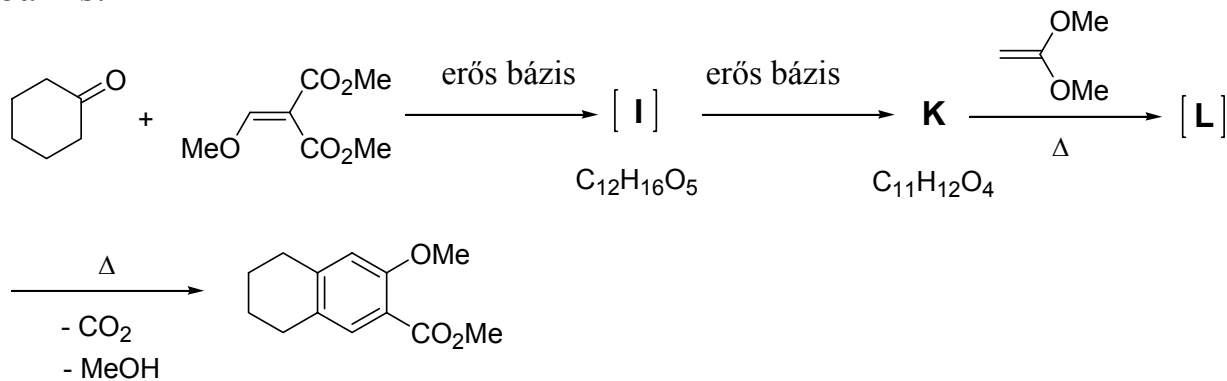 O
+
MeO
CO₂Me
CO₂Me
erős bázis
[ I ]
C₁₂H₁₆O₅
erős bázis
K
C₁₁H₁₂O₄
OMe
OMe
Δ
[ L ]
Δ
- CO₂
- MeOH
OMe
CO₂Me